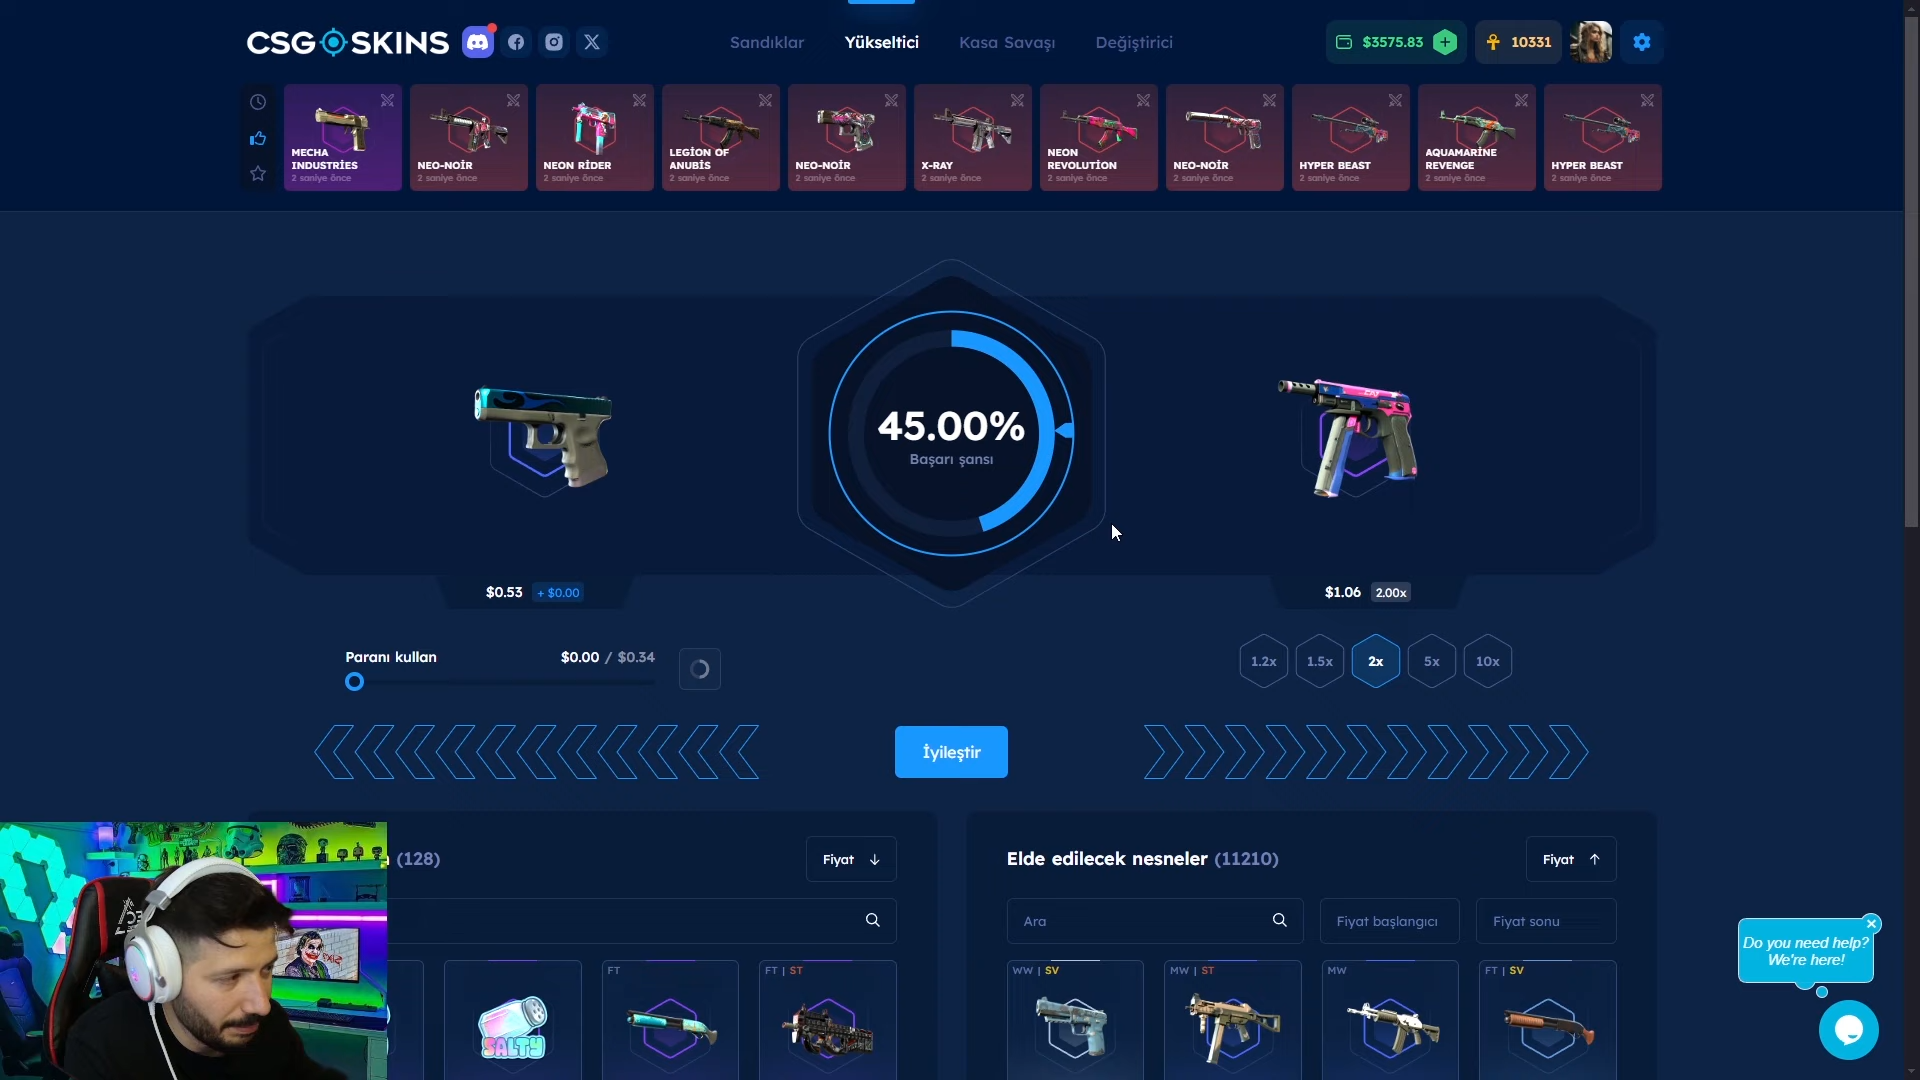 CSG SKINS
Sandıklar
Yükseltici
Kasa Savaşı
Değiştirici
$3575.83
10331
MECHA
INDUSTRİES
2 saniye önce
NEO-NOİR
2 saniye önce
NEON RİDER
2 saniye önce
LEGİON OF
ANUBİS
2 saniye önce
NEO-NOİR
2 saniye önce
X-RAY
2 saniye önce
NEON
REVOLUTİON
2 saniye önce
NEO-NOİR
2 saniye önce
HYPER BEAST
2 saniye önce
AQUAMARİNE
REVENGE
2 saniye önce
HYPER BEAST
2 saniye önce
45.00%
Başarı şansı
$0.53 + $0.00
$1.06 2.00x
Paranı kullan
$0.00 / $0.34
1.2x
1.5x
2x
5x
10x
İyileştir
(128)
Fiyat
Elde edilecek nesneler (11210)
Fiyat
Ara
Fiyat başlangıcı
Fiyat sonu
FT
FT | ST
WW | SV
MW | ST
MW
FT | SV
SALTY
Do you need help?
We're here!